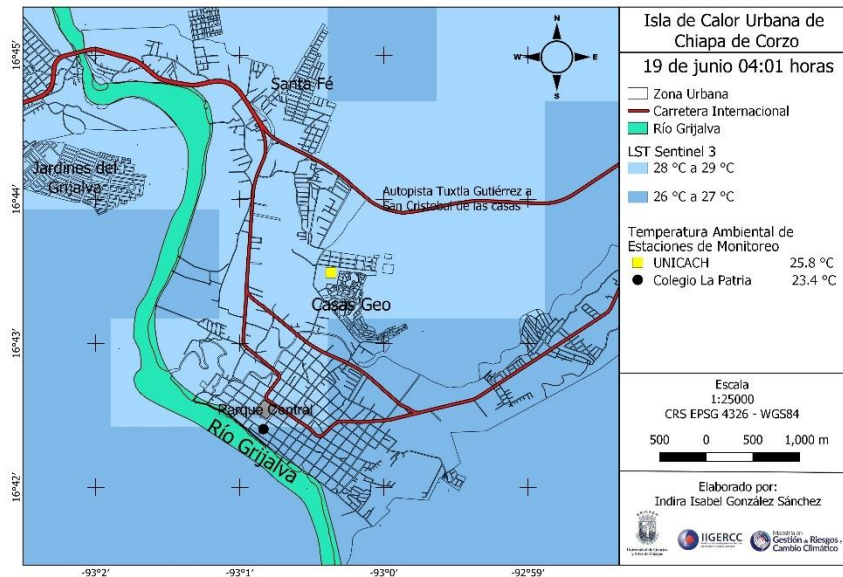 Isla de Calor Urbana de
Chiapa de Corzo
19 de junio 04:01 horas
Zona Urbana
Carretera Internacional
Río Grijalva
LST Sentinel 3
28 °C a 29 °C
26 °C a 27 °C
Temperatura Ambiental de
Estaciones de Monitoreo
UNICACH 25.8 °C
Colegio La Patria 23.4 °C
Escala
1:25000
CRS EPSG 4326 - WGS84
500 0 500 1,000 m
Elaborado por:
Indira Isabel González Sánchez
IIGERCC
Maestría en
Gestión de Riesgos y
Cambio Climático
N
W E
S
Santa Fé
Jardines del
Grijalva
Autopista Tuxtla Gutiérrez a
San Cristobal de las casas
Casas Geo
Parque Central
Río Grijalva
16°45'
16°44'
16°43'
16°42'
-93°2' -93°1' -93°0' -92°59'